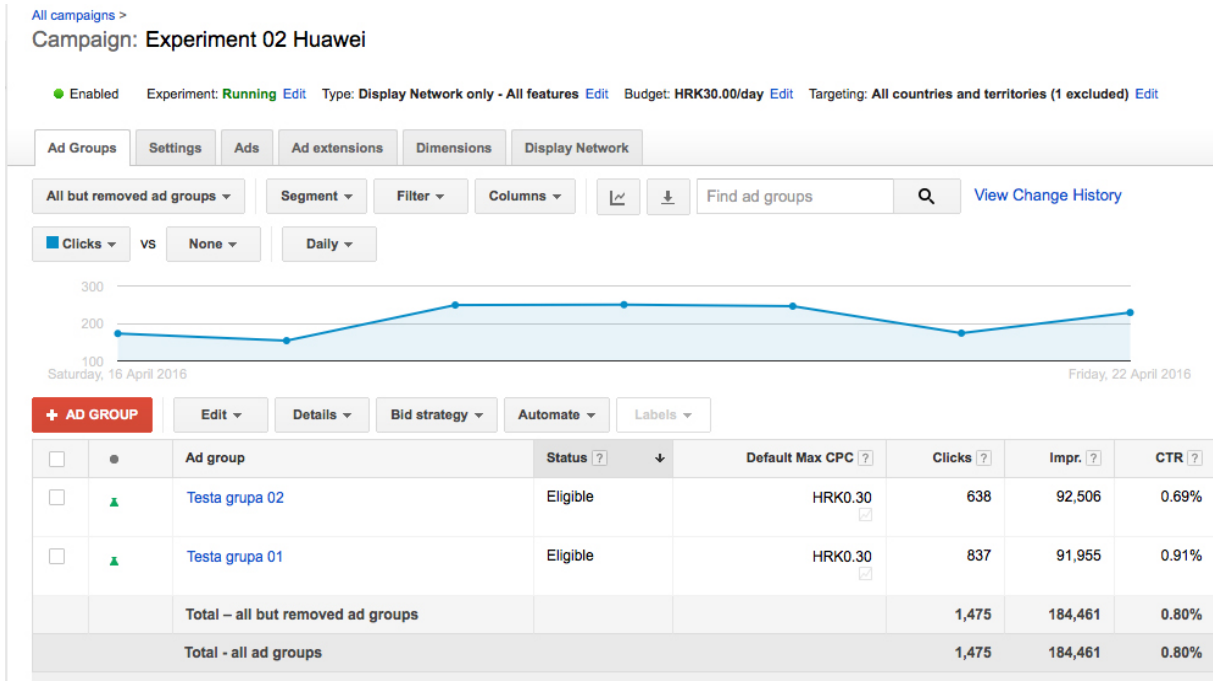 All campaigns >
Campaign: Experiment 02 Huawei
Enabled Experiment: Running Edit Type: Display Network only - All features Edit Budget: HRK30.00/day Edit Targeting: All countries and territories (1 excluded) Edit
Ad Groups Settings Ads Ad extensions Dimensions Display Network
All but removed ad groups Segment Filter Columns Find ad groups View Change History
Clicks vs None Daily
300
200
100
Saturday, 16 April 2016 Friday, 22 April 2016
+ AD GROUP Edit Details Bid strategy Automate Labels
Ad group Status ? Default Max CPC ? Clicks ? Impr. ? CTR ?
Testa grupa 02 Eligible HRK0.30 638 92,506 0.69%
Testa grupa 01 Eligible HRK0.30 837 91,955 0.91%
Total – all but removed ad groups 1,475 184,461 0.80%
Total - all ad groups 1,475 184,461 0.80%